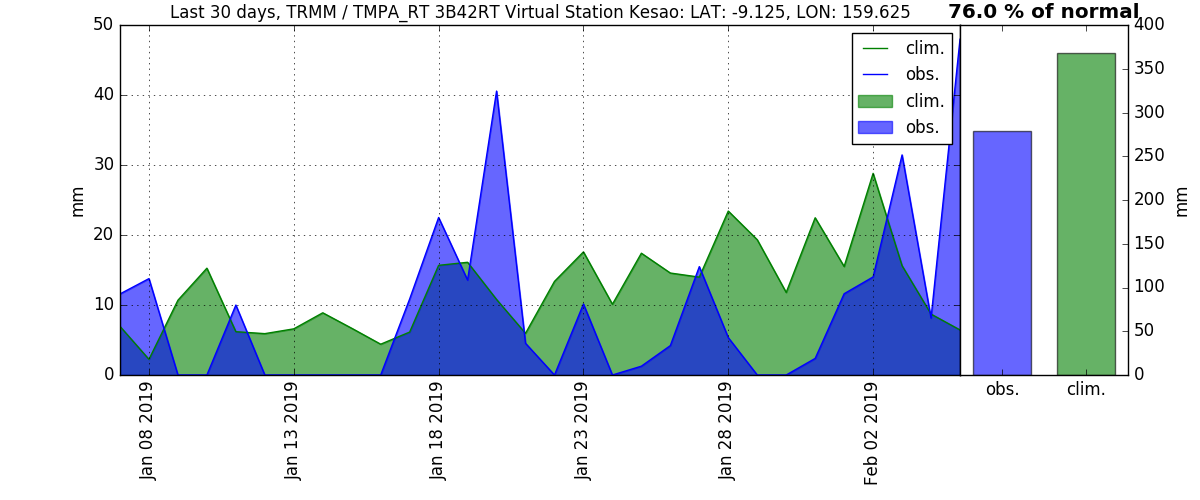 Last 30 days, TRMM / TMPA_RT 3B42RT Virtual Station Kesao: LAT: -9.125, LON: 159.625
76.0 % of normal
50
40
30
20
10
0
mm
clim.
obs.
clim.
obs.
400
350
300
250
200
150
100
50
0
mm
Jan 08 2019
Jan 13 2019
Jan 18 2019
Jan 23 2019
Jan 28 2019
Feb 02 2019
obs.
clim.